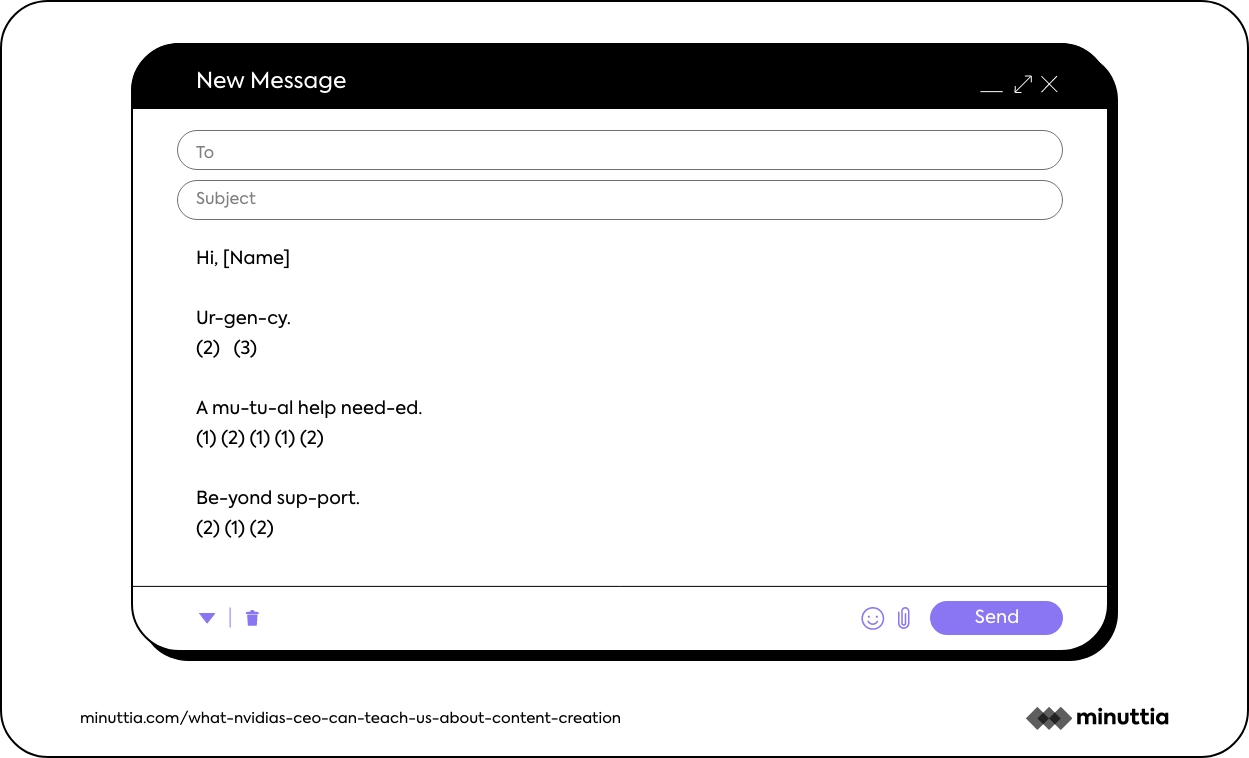 New Message
To
Subject
Hi, [Name]
Ur-gen-cy.
(2) (3)
A mu-tu-al help need-ed.
(1) (2) (1) (1) (2)
Be-yond sup-port.
(2) (1) (2)
Send
minuttia.com/what-nvidias-ceo-can-teach-us-about-content-creation
minuttia